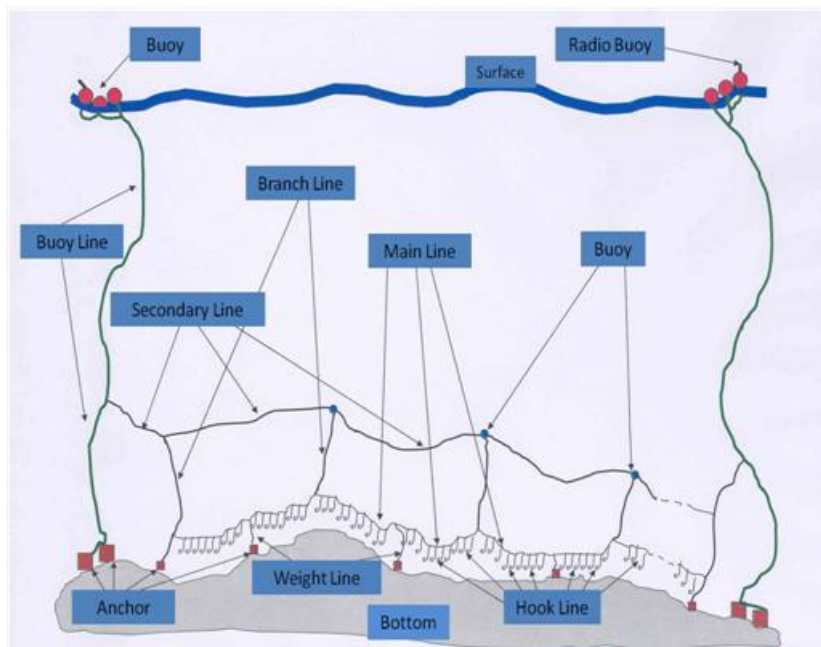 Buoy
Radio Buoy
Surface
Branch Line
Buoy Line
Main Line
Buoy
Secondary Line
Weight Line
Anchor
Hook Line
Bottom